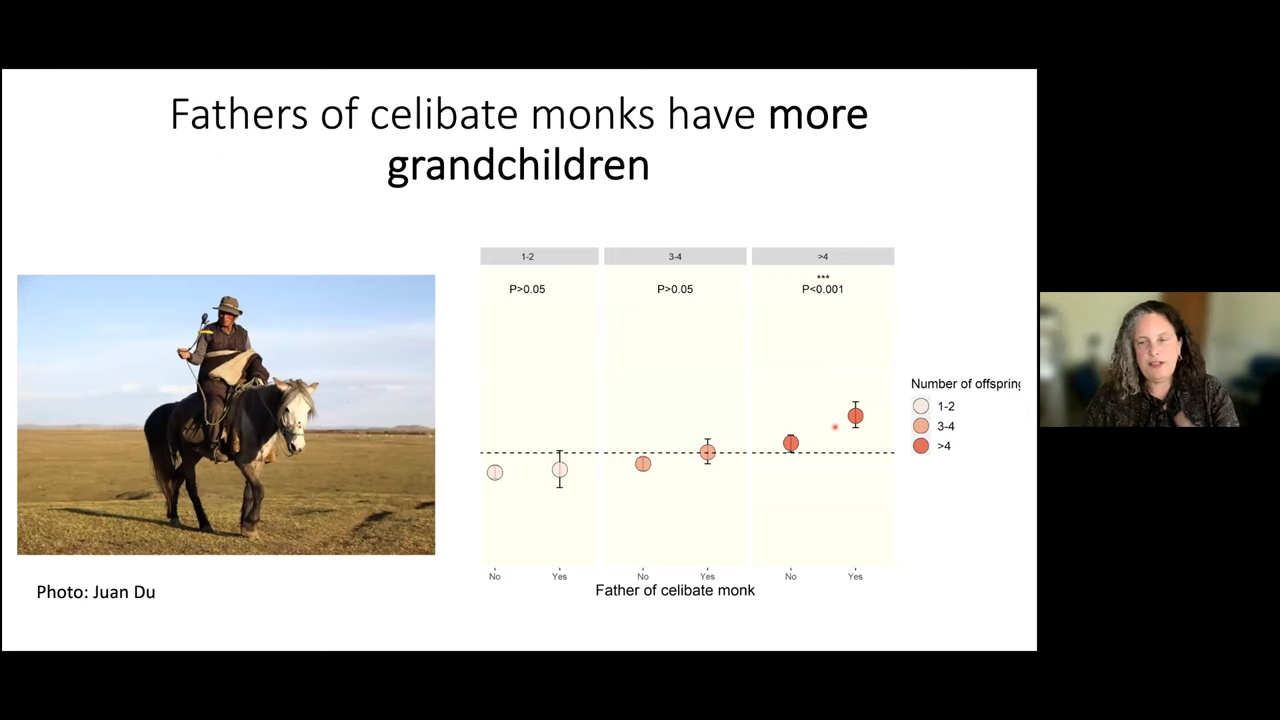 Fathers of celibate monks have more
grandchildren
1-2
3-4
>4
P>0.05
P>0.05
***
P<0.001
Number of offspring
1-2
3-4
>4
No
Yes
No
Yes
No
Yes
Father of celibate monk
Photo: Juan Du